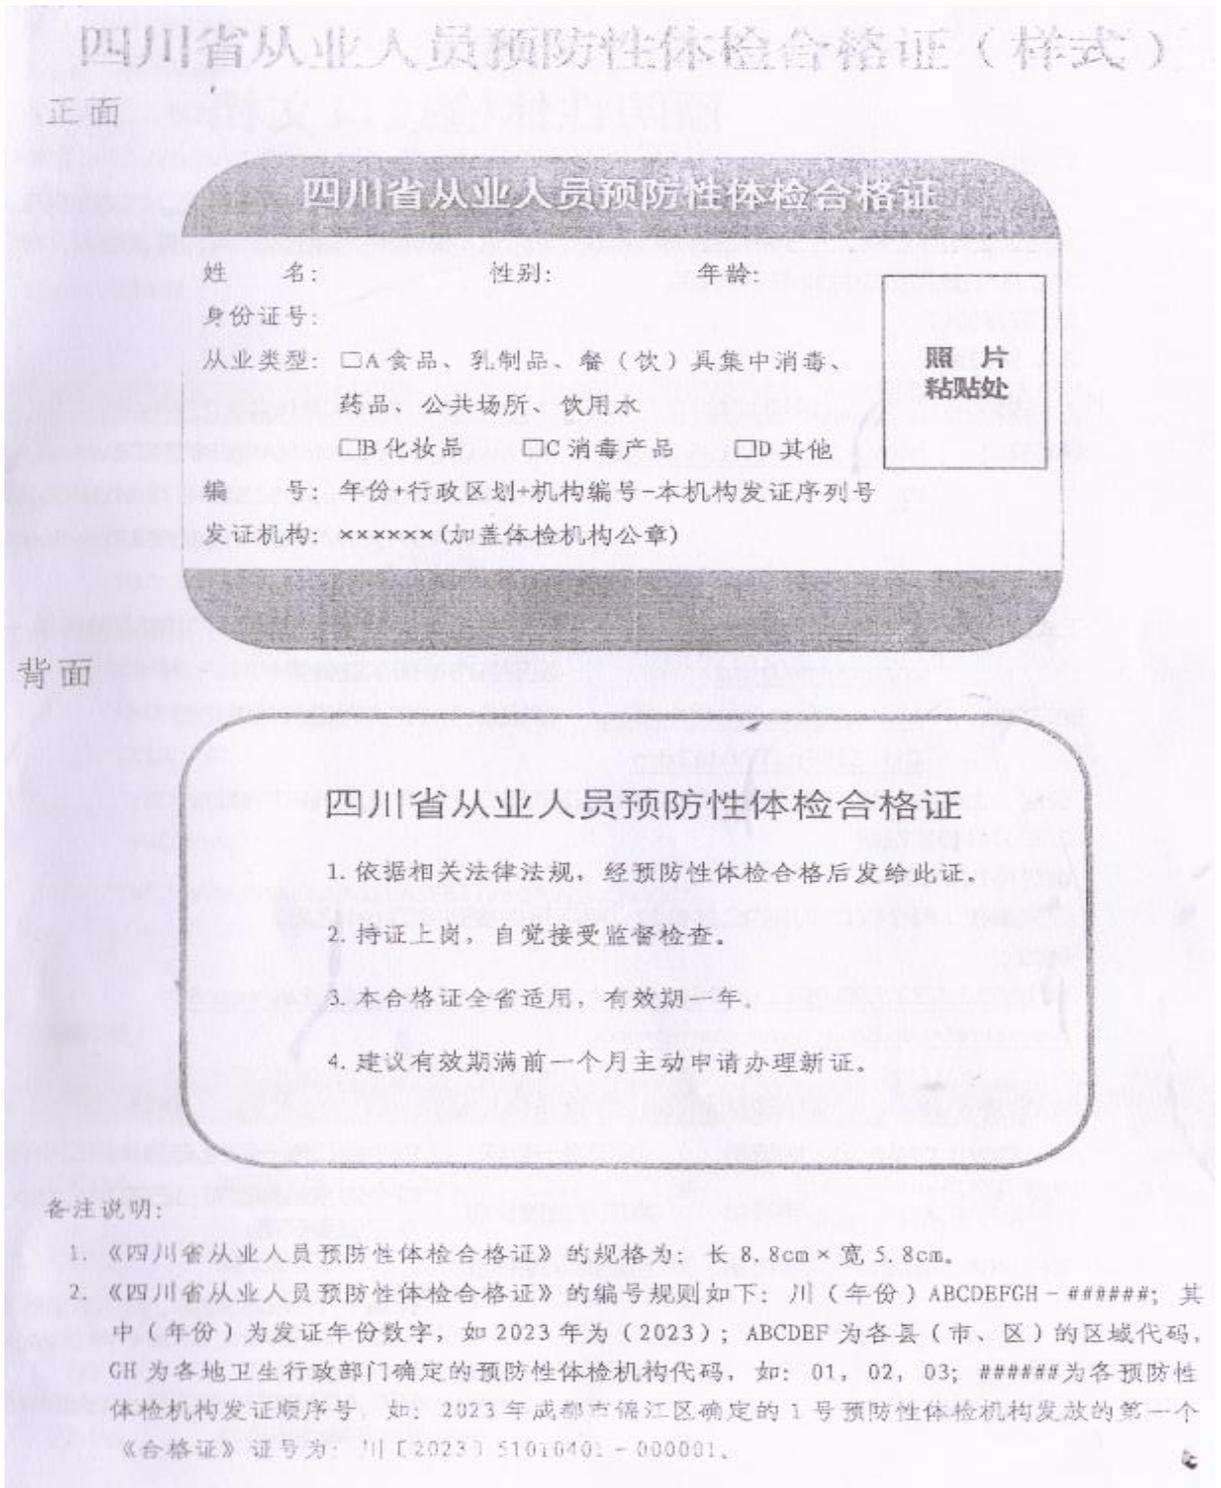 四川省从业人员预防性体检合格证（样式）
正面
四川省从业人员预防性体检合格证
姓　名：　性别：　年龄：
身份证号：
照　片
粘贴处
从业类型：□A 食品、乳制品、餐（饮）具集中消毒、
药品、公共场所、饮用水
□B 化妆品　□C 消毒产品　□D 其他
编　号：年份+行政区划+机构编号-本机构发证序列号
发证机构：××××××(加盖体检机构公章)
背面
四川省从业人员预防性体检合格证
1. 依据相关法律法规，经预防性体检合格后发给此证。
2. 持证上岗，自觉接受监督检查。
3. 本合格证全省适用，有效期一年。
4. 建议有效期满前一个月主动申请办理新证。
备注说明：
1. 《四川省从业人员预防性体检合格证》的规格为：长 8.8cm × 宽 5.8cm。
2. 《四川省从业人员预防性体检合格证》的编号规则如下：川（年份）ABCDEFGH－######；其
中（年份）为发证年份数字，如 2023 年为（2023）；ABCDEF 为各县（市、区）的区域代码，
GH 为各地卫生行政部门确定的预防性体检机构代码，如：01，02，03；######为各预防性
体检机构发证顺序号，如：2023 年成都市锦江区确定的 1 号预防性体检机构发放的第一个
《合格证》证号为：川〔2023〕51010401－000001。